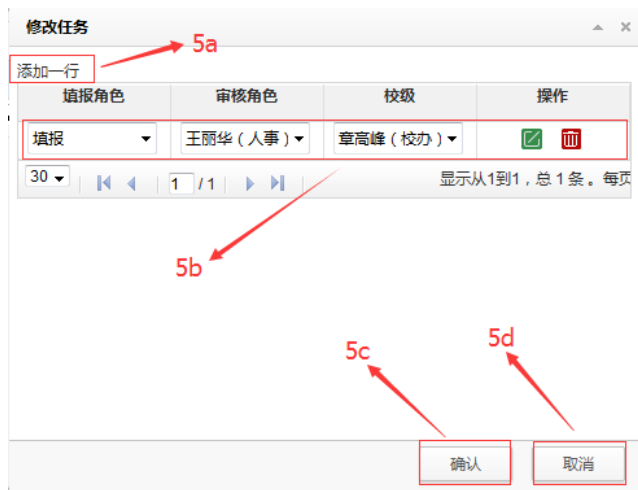 修改任务
5a
添加一行
填报角色 审核角色 校级 操作
填报 王丽华（人事） 章高峰（校办）
30 1 / 1 显示从1到1，总 1 条 。每页
5b
5c 5d
确认 取消